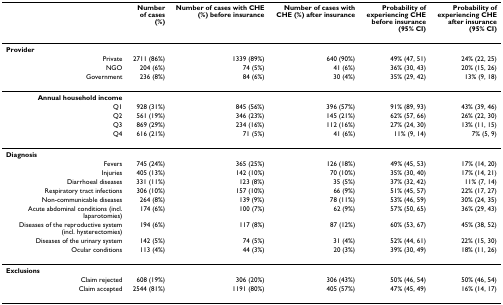 Number of cases (%) Number of cases with CHE (%) before insurance Number of cases with CHE (%) after insurance Probability of experiencing CHE before insurance (95% CI) Probability of experiencing CHE after insurance (95% CI)
Provider
Private 2711 (86%) 1339 (89%) 640 (90%) 49% (47, 51) 24% (22, 25)
NGO 204 (6%) 74 (5%) 41 (6%) 36% (30, 43) 20% (15, 26)
Government 236 (8%) 84 (6%) 30 (4%) 35% (29, 42) 13% (9, 18)
Annual household income
Q1 928 (31%) 845 (56%) 396 (57%) 91% (89, 93) 43% (39, 46)
Q2 561 (19%) 346 (23%) 145 (21%) 62% (57, 66) 26% (22, 30)
Q3 869 (29%) 234 (16%) 112 (16%) 27% (24, 30) 13% (11, 15)
Q4 616 (21%) 71 (5%) 41 (6%) 11% (9, 14) 7% (5, 9)
Diagnosis
Fevers 745 (24%) 365 (25%) 126 (18%) 49% (45, 53) 17% (14, 20)
Injuries 405 (13%) 142 (10%) 70 (10%) 35% (30, 40) 17% (14, 21)
Diarrhoeal diseases 331 (11%) 123 (8%) 35 (5%) 37% (32, 42) 11% (7, 14)
Respiratory tract infections 306 (10%) 157 (10%) 66 (9%) 51% (45, 57) 22% (17, 27)
Non-communicable diseases 264 (8%) 139 (9%) 78 (11%) 53% (46, 59) 30% (24, 35)
Acute abdominal conditions (incl. laparotomies) 174 (6%) 100 (7%) 62 (9%) 57% (50, 65) 36% (29, 43)
Diseases of the reproductive system (incl. hysterectomies) 194 (6%) 117 (8%) 87 (12%) 60% (53, 67) 45% (38, 52)
Diseases of the urinary system 142 (5%) 74 (5%) 31 (4%) 52% (44, 61) 22% (15, 30)
Ocular conditions 113 (4%) 44 (3%) 20 (3%) 39% (30, 49) 18% (11, 26)
Exclusions
Claim rejected 608 (19%) 306 (20%) 306 (43%) 50% (46, 54) 50% (46, 54)
Claim accepted 2544 (81%) 1191 (80%) 405 (57%) 47% (45, 49) 16% (14, 17)